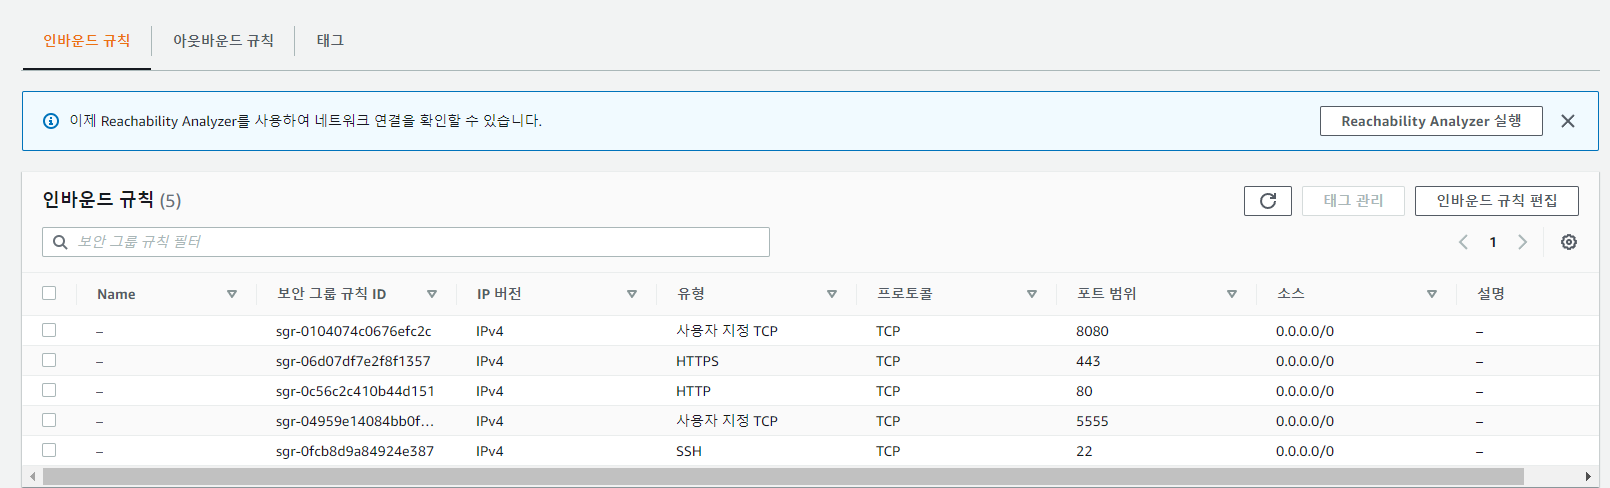 인바운드 규칙 아웃바운드 규칙 태그
이제 Reachability Analyzer를 사용하여 네트워크 연결을 확인할 수 있습니다. Reachability Analyzer 실행
인바운드 규칙 (5) 태그 관리 인바운드 규칙 편집
보안 그룹 규칙 필터 1
Name 보안 그룹 규칙 ID IP 버전 유형 프로토콜 포트 범위 소스 설명
– sgr-0104074c0676efc2c IPv4 사용자 지정 TCP TCP 8080 0.0.0.0/0 –
– sgr-06d07df7e2f8f1357 IPv4 HTTPS TCP 443 0.0.0.0/0 –
– sgr-0c56c2c410b44d151 IPv4 HTTP TCP 80 0.0.0.0/0 –
– sgr-04959e14084bb0f... IPv4 사용자 지정 TCP TCP 5555 0.0.0.0/0 –
– sgr-0fcb8d9a84924e387 IPv4 SSH TCP 22 0.0.0.0/0 –